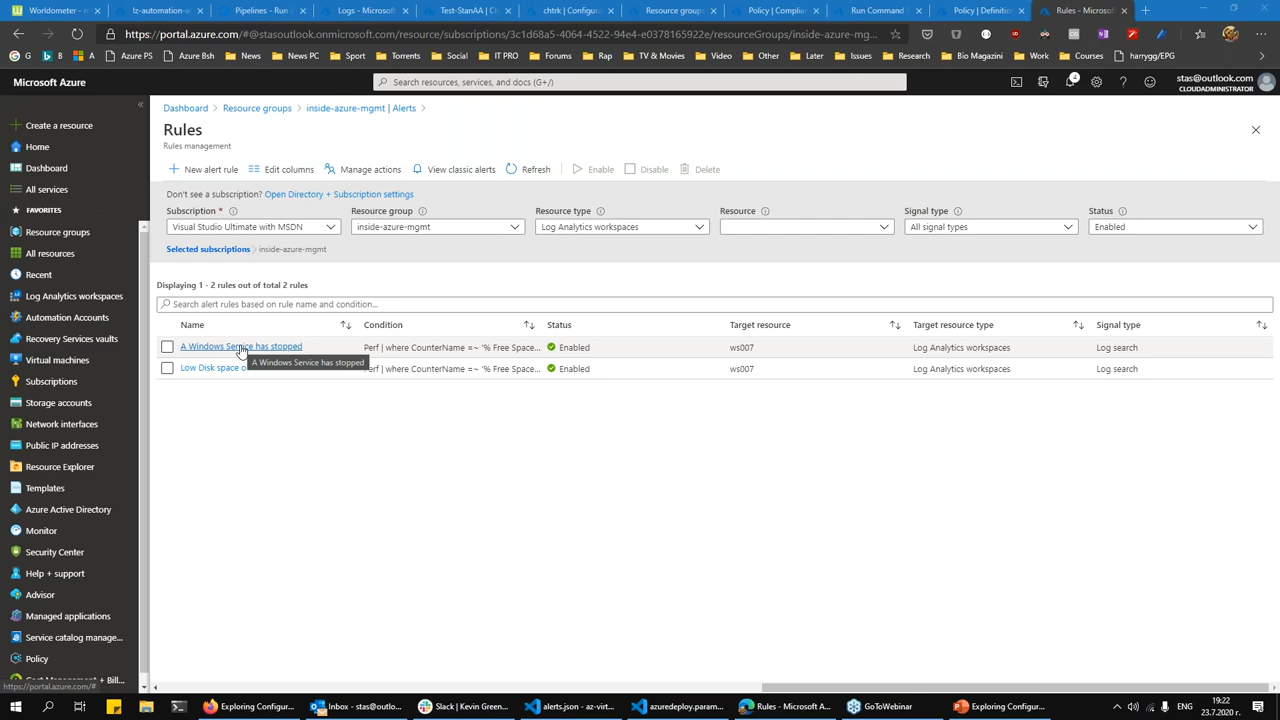 Worldometer - re
Iz-automation-va
Pipelines - Run
Logs - Microsoft
Test-StanAA |
chtrk | Configura
Resource groups
Policy | Complian
Run Command S
Policy | Definition
Rules - Microsoft
https://portal.azure.com/#@stasoutlook.onmicrosoft.com/resource/subscriptions/3c1d68a5-4064-4522-94e4-e0378165922e/resourceGroups/inside-azure-mg...
G
B
A
Azure PS
Azure Bsh
News
News PC
Sport
Torrents
Social
IT PRO
Forums
Rap
TV & Movies
Video
Other
Later
Issues
Research
Bio Magazini
Work
Courses
harrygg/EPG
Microsoft Azure
Search resources, services, and docs (G+/)
4
stas@outlook.com
CLOUDADMINISTRATOR
Create a resource
Home
Dashboard
All services
FAVORITES
Resource groups
All resources
Recent
Log Analytics workspaces
Automation Accounts
Recovery Services vaults
Virtual machines
Subscriptions
Storage accounts
Network interfaces
Public IP addresses
Resource Explorer
Templates
Azure Active Directory
Monitor
Security Center
Help + support
Advisor
Managed applications
Service catalog manage...
Policy
Cost Management + Bill...
https://portal.azure.com/#
Dashboard > Resource groups > inside-azure-mgmt | Alerts >
Rules
Rules management
New alert rule
Edit columns
Manage actions
View classic alerts
Refresh
Enable
Disable
Delete
Don't see a subscription? Open Directory + Subscription settings
Subscription *
Resource group
Resource type
Resource
Signal type
Status
Visual Studio Ultimate with MSDN
inside-azure-mgmt
Log Analytics workspaces
All signal types
Enabled
Selected subscriptions > inside-azure-mgmt
Displaying 1 - 2 rules out of total 2 rules
Search alert rules based on rule name and condition...
Name
Condition
Status
Target resource
Target resource type
Signal type
A Windows Service has stopped
Perf | where CounterName =~ '% Free Space...
Enabled
ws007
Log Analytics workspaces
Log search
A Windows Service has stopped
Low Disk space o
Perf | where CounterName =~ '% Free Space...
Enabled
ws007
Log Analytics workspaces
Log search
Exploring Configur...
Inbox - stas@outlo...
Slack | Kevin Green...
alerts.json - az-virt...
azuredeploy.param...
Rules - Microsoft A...
GoToWebinar
Exploring Configur...
ENG
19:22
23.7.2020 г.